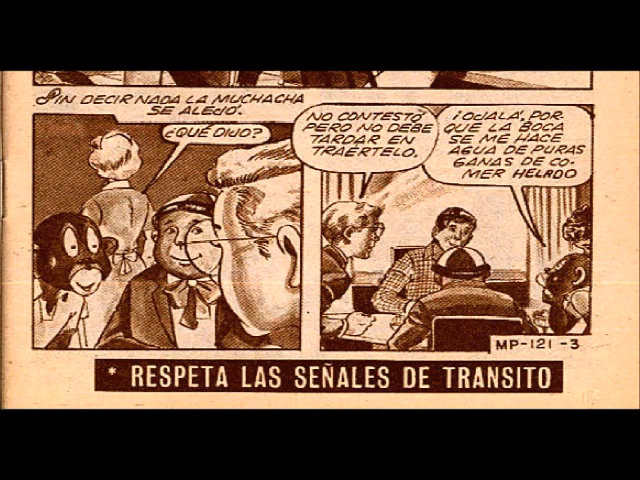 SIN DECIR NADA LA MUCHACHA
SE ALEJÓ.
¿QUÉ DIJO?
NO CONTESTÓ
PERO NO DEBE
TARDAR EN
TRAÉRTELO.
¡OJALÁ, POR-
QUE LA BOCA
SE ME HACE
AGUA DE PURAS
GANAS DE CO-
MER HELADO
MP-121-3
* RESPETA LAS SEÑALES DE TRANSITO